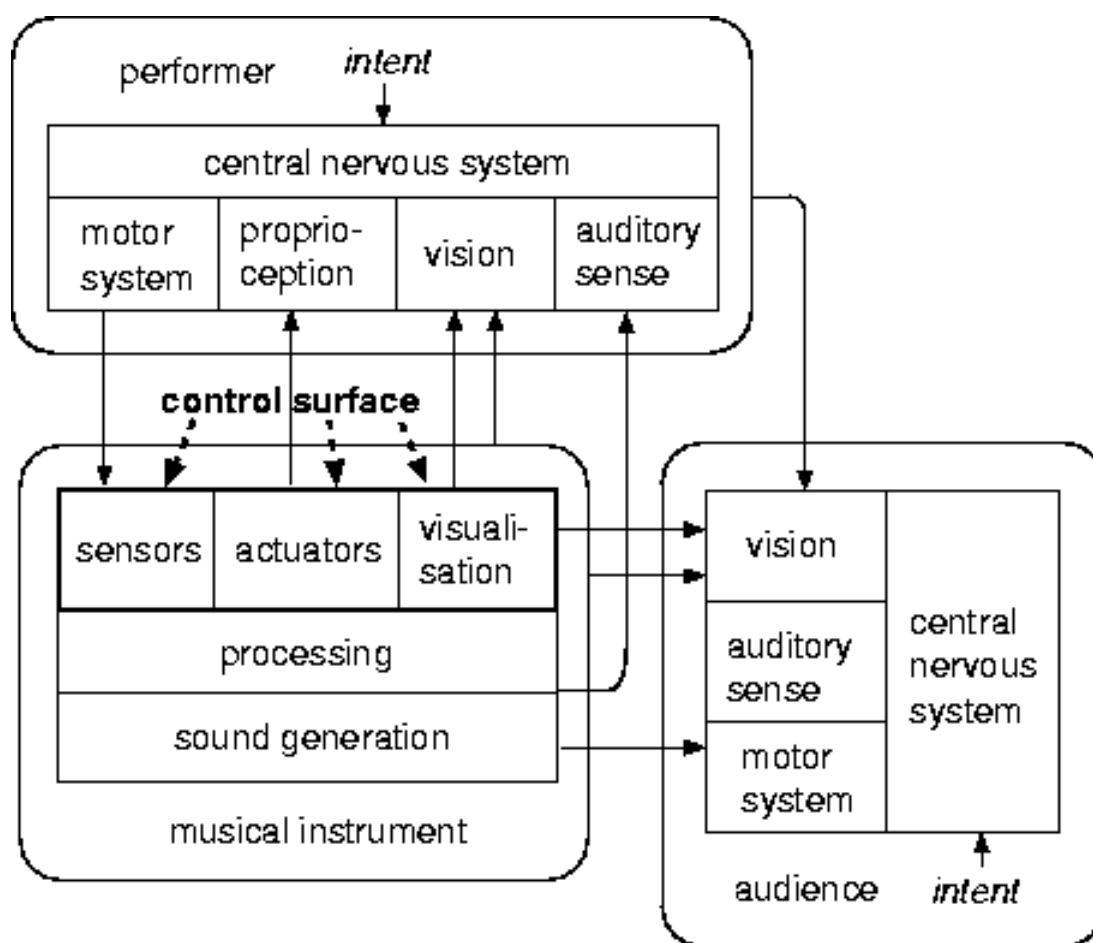 performer
intent
central nervous system
motor
system
proprio-
ception
vision
auditory
sense
control surface
sensors
actuators
visuali-
sation
processing
sound generation
musical instrument
vision
auditory
sense
motor
system
central
nervous
system
audience
intent